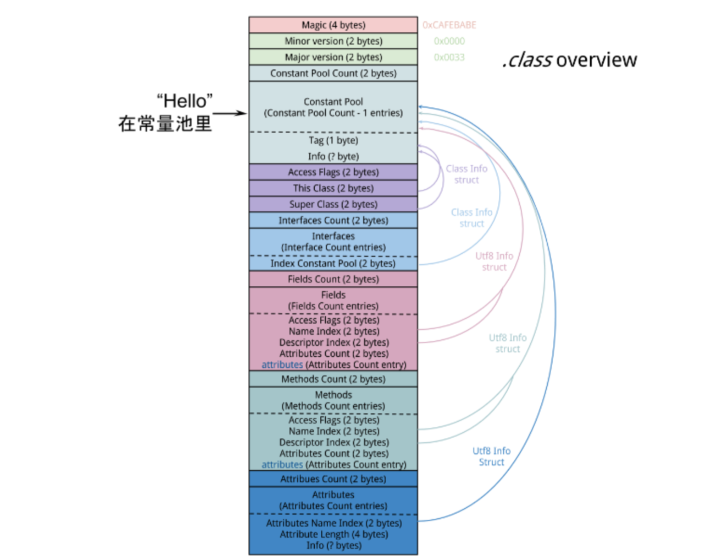 Magic (4 bytes)
0xCAFEBABE
Minor version (2 bytes)
0x0000
Major version (2 bytes)
0x0033
.class overview
Constant Pool Count (2 bytes)
“Hello”
在常量池里
Constant Pool
(Constant Pool Count - 1 entries)
Tag (1 byte)
Info (? byte)
Access Flags (2 bytes)
This Class (2 bytes)
Super Class (2 bytes)
Class Info
struct
Interfaces Count (2 bytes)
Interfaces
(Interface Count entries)
Index Constant Pool (2 bytes)
Class Info
struct
Fields Count (2 bytes)
Fields
(Fields Count entries)
Access Flags (2 bytes)
Name Index (2 bytes)
Descriptor Index (2 bytes)
Attributes Count (2 bytes)
attributes (Attributes Count entry)
Utf8 Info
struct
Methods Count (2 bytes)
Methods
(Methods Count entries)
Access Flags (2 bytes)
Name Index (2 bytes)
Descriptor Index (2 bytes)
Attributes Count (2 bytes)
attributes (Attributes Count entry)
Utf8 Info
struct
Attribues Count (2 bytes)
Attributes
(Attributes Count entries)
Attributes Name Index (2 bytes)
Attribute Length (4 bytes)
Info (? bytes)
Utf8 Info
Struct